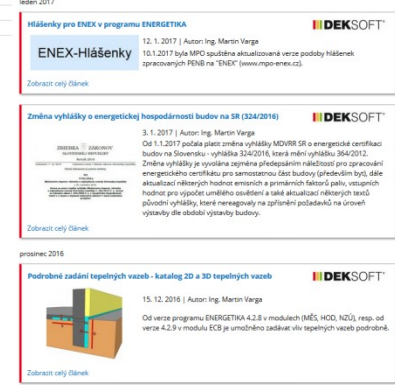 leden 2017
Hlášenky pro ENEX v programu ENERGETIKA
DEKSOFT
ENEX-Hlášenky
12. 1. 2017 | Autor: Ing. Martin Varga
10.1.2017 byla MPO spuštěna aktualizovaná verze podoby hlášenek
zpracovaných PENB na "ENEX" (www.mpo-enex.cz).
Zobrazit celý článek
Změna vyhlášky o energetickej hospodárnosti budov na SR (324/2016)
DEKSOFT
ZBIERKA ZÁKONOV
SLOVENSKEJ REPUBLIKY
3. 1. 2017 | Autor: Ing. Martin Varga
Od 1.1.2017 počala platit změna vyhlášky MDVRR SR o energetické certifikaci
budov na Slovensku - vyhláška 324/2016, která mění vyhlášku 364/2012.
Změna vyhlášky je vyvolána zejména předepsáním náležitostí pro zpracování
energetického certifikátu pro samostatnou část budovy (především byt), dále
aktualizací některých hodnot emisních a primárních faktorů paliv, vstupních
hodnot pro výpočet umělého osvětlení a také aktualizací některých textů
původní vyhlášky, které nereagovaly na zpřísnění požadavků na úroveň
výstavby dle období výstavby budovy.
Zobrazit celý článek
prosinec 2016
Podrobné zadání tepelných vazeb - katalog 2D a 3D tepelných vazeb
DEKSOFT
15. 12. 2016 | Autor: Ing. Martin Varga
Od verze programu ENERGETIKA 4.2.8 v modulech (MĚS, HOD, NZÚ), resp. od
verze 4.2.9 v modulu ECB je umožněno zadávat vliv tepelných vazeb podrobně.
Zobrazit celý článek